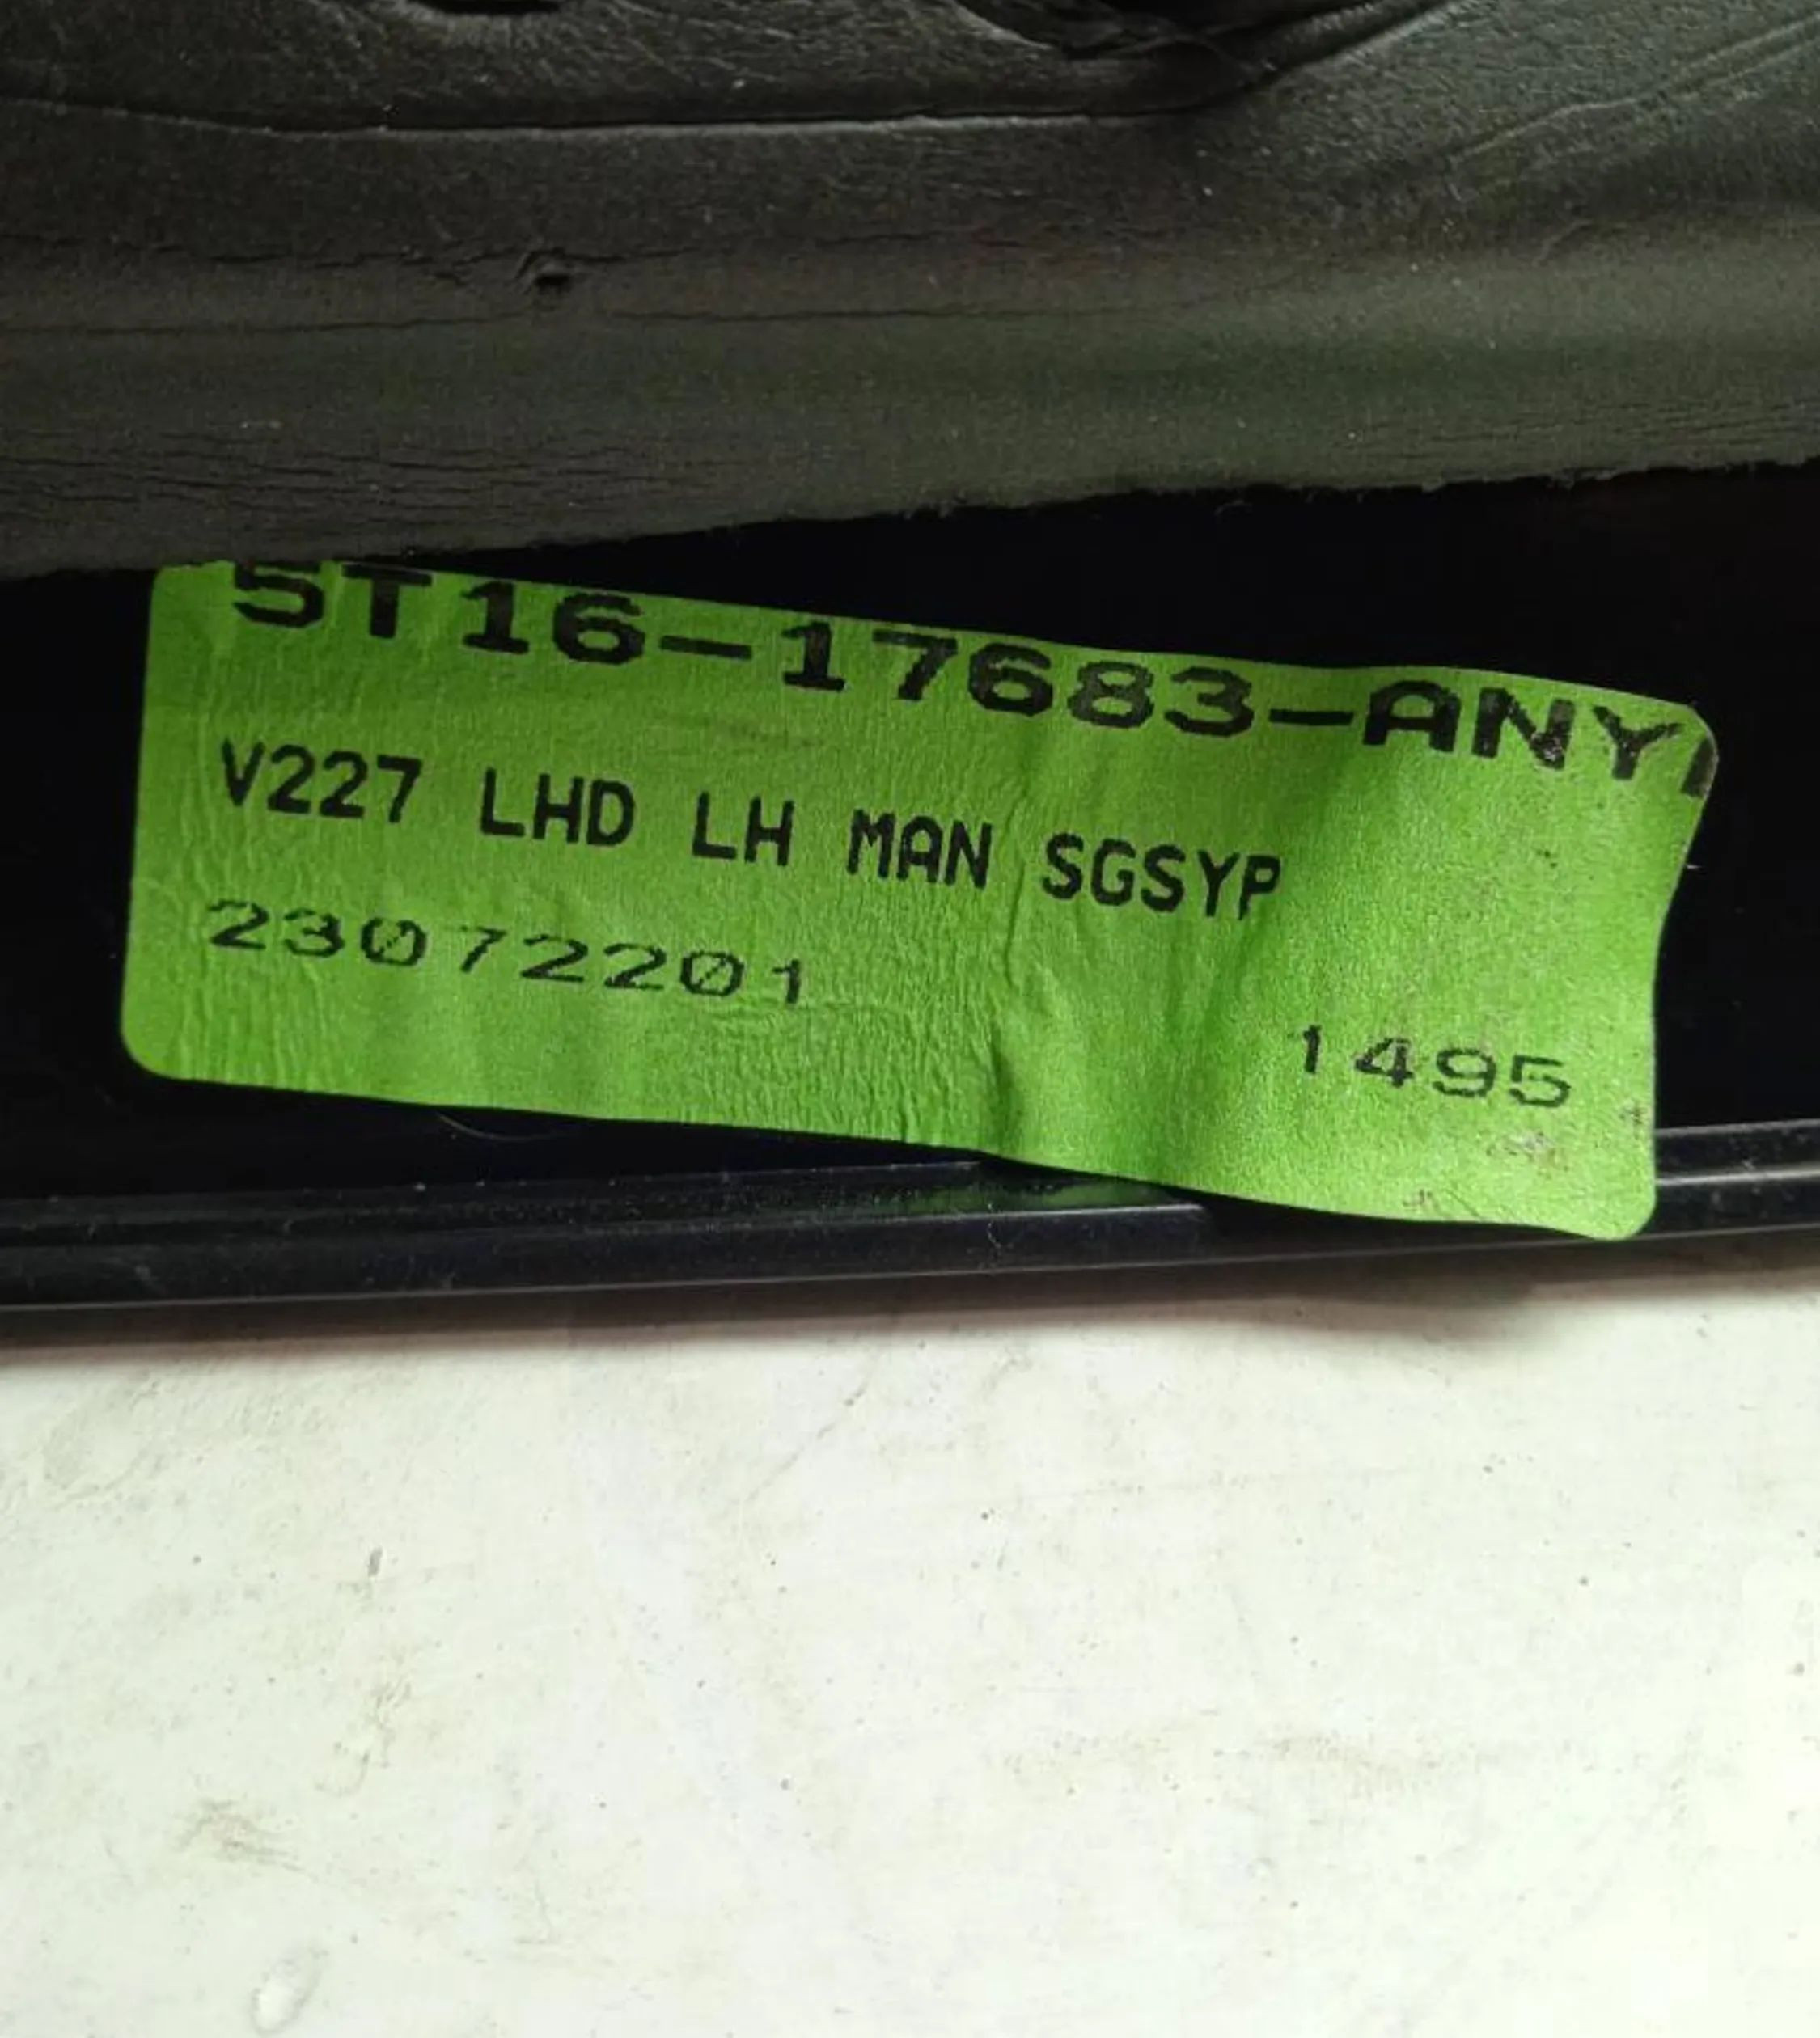 5T16-17683-ANY
V227 LHD LH MAN SGSYP
23072201
1495